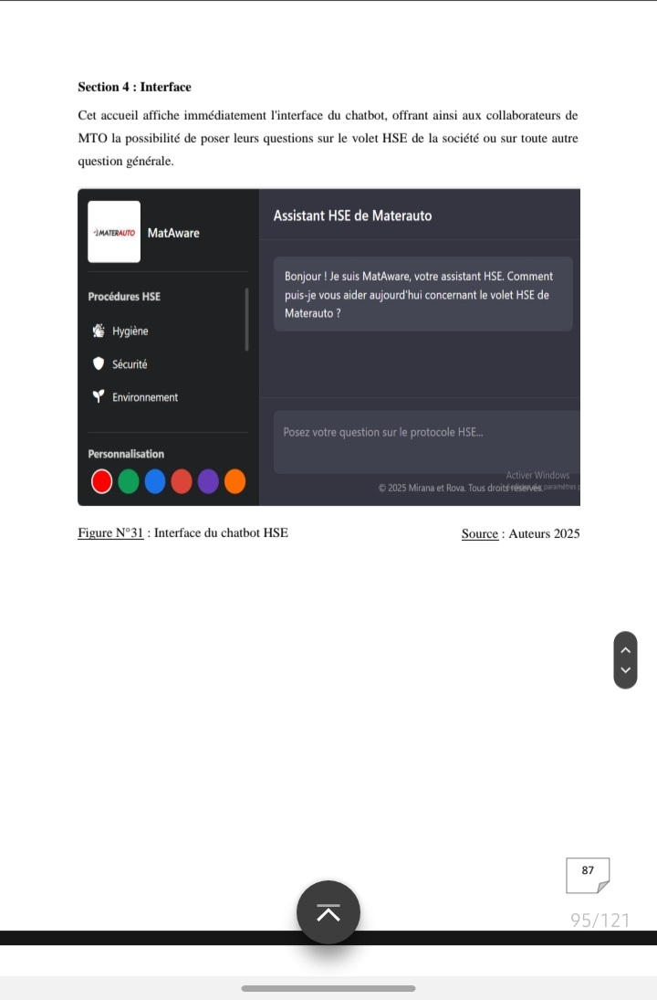 Section 4 : Interface
Cet accueil affiche immédiatement l'interface du chatbot, offrant ainsi aux collaborateurs de
MTO la possibilité de poser leurs questions sur le volet HSE de la société ou sur toute autre
question générale.
MATERAUTO
MatAware
Procédures HSE
Hygiène
Sécurité
Environnement
Personnalisation
Assistant HSE de Materauto
Bonjour ! Je suis MatAware, votre assistant HSE. Comment
puis-je vous aider aujourd'hui concernant le volet HSE de
Materauto ?
Posez votre question sur le protocole HSE...
Activer Windows
© 2025 Mirana et Rova. Tous droits réservés.
paramètres
Figure N°31 : Interface du chatbot HSE
Source : Auteurs 2025
87
95/121